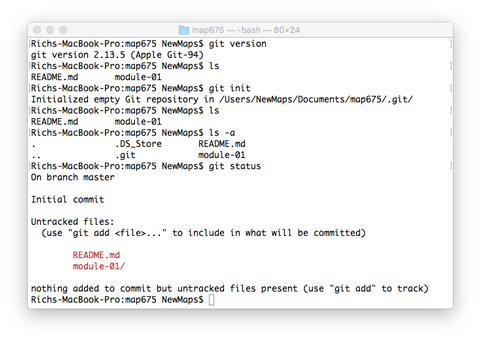 map675 — -bash — 80×24
Richs-MacBook-Pro:map675 NewMaps$ git version
git version 2.13.5 (Apple Git-94)
Richs-MacBook-Pro:map675 NewMaps$ ls
README.md module-01
Richs-MacBook-Pro:map675 NewMaps$ git init
Initialized empty Git repository in /Users/NewMaps/Documents/map675/.git/
Richs-MacBook-Pro:map675 NewMaps$ ls
README.md module-01
Richs-MacBook-Pro:map675 NewMaps$ ls -a
. .DS_Store README.md
.. .git module-01
Richs-MacBook-Pro:map675 NewMaps$ git status
On branch master
Initial commit
Untracked files:
(use "git add <file>..." to include in what will be committed)
README.md
module-01/
nothing added to commit but untracked files present (use "git add" to track)
Richs-MacBook-Pro:map675 NewMaps$